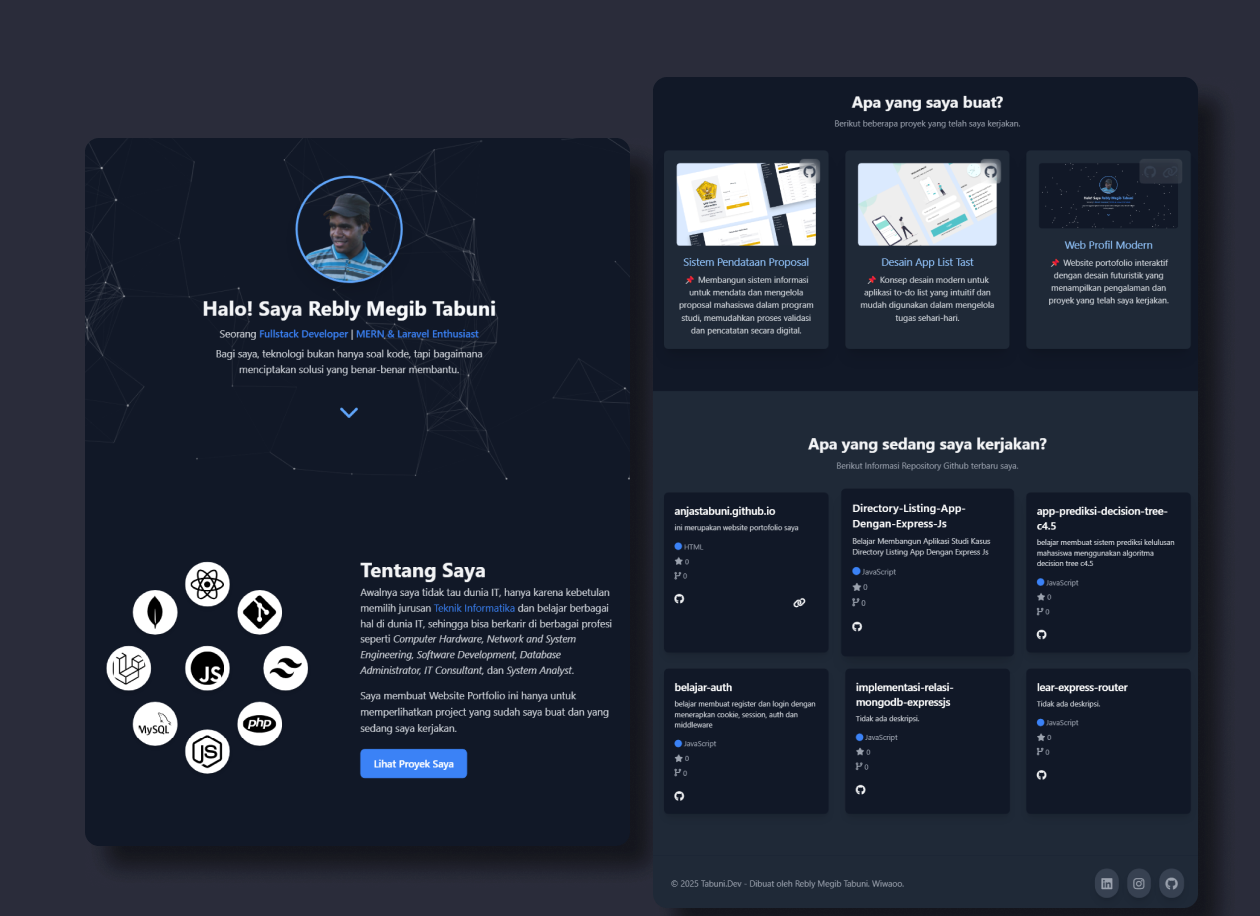 Halo! Saya Rebly Megib Tabuni
Seorang Fullstack Developer | MERN & Laravel Enthusiast
Bagi saya, teknologi bukan hanya soal kode, tapi bagaimana
menciptakan solusi yang benar-benar membantu.
JS
MySQL
php
JS
Tentang Saya
Awalnya saya tidak tau dunia IT, hanya karena kebetulan
memilih jurusan Teknik Informatika dan belajar berbagai
hal di dunia IT, sehingga bisa berkarir di berbagai profesi
seperti Computer Hardware, Network and System
Engineering, Software Development, Database
Administrator, IT Consultant, dan System Analyst.
Saya membuat Website Portfolio ini hanya untuk
memperlihatkan project yang sudah saya buat dan yang
sedang saya kerjakan.
Lihat Proyek Saya
Apa yang saya buat?
Berikut beberapa proyek yang telah saya kerjakan.
Sistem Pendataan Proposal
📌 Membangun sistem informasi
untuk mendata dan mengelola
proposal mahasiswa dalam program
studi, memudahkan proses validasi
dan pencatatan secara digital.
Desain App List Tast
📌 Konsep desain modern untuk
aplikasi to-do list yang intuitif dan
mudah digunakan dalam mengelola
tugas sehari-hari.
Halo! Saya Rebly Megib Tabuni
Web Profil Modern
📌 Website portofolio interaktif
dengan desain futuristik yang
menampilkan pengalaman dan
proyek yang telah saya kerjakan.
Apa yang sedang saya kerjakan?
Berikut Informasi Repository Github terbaru saya.
anjastabuni.github.io
ini merupakan website portofolio saya
HTML
0
0
Directory-Listing-App-
Dengan-Express-Js
Belajar Membangun Aplikasi Studi Kasus
Directory Listing App Dengan Express Js
JavaScript
0
0
app-prediksi-decision-tree-
c4.5
belajar membuat sistem prediksi kelulusan
mahasiswa menggunakan algoritma
decision tree c4.5
JavaScript
0
0
belajar-auth
belajar membuat register dan login dengan
menerapkan cookie, session, auth dan
middleware
JavaScript
0
0
implementasi-relasi-
mongodb-expressjs
Tidak ada deskripsi.
JavaScript
0
0
lear-express-router
Tidak ada deskripsi.
JavaScript
0
0
© 2025 Tabuni.Dev - Dibuat oleh Rebly Megib Tabuni. Wiwaoo.